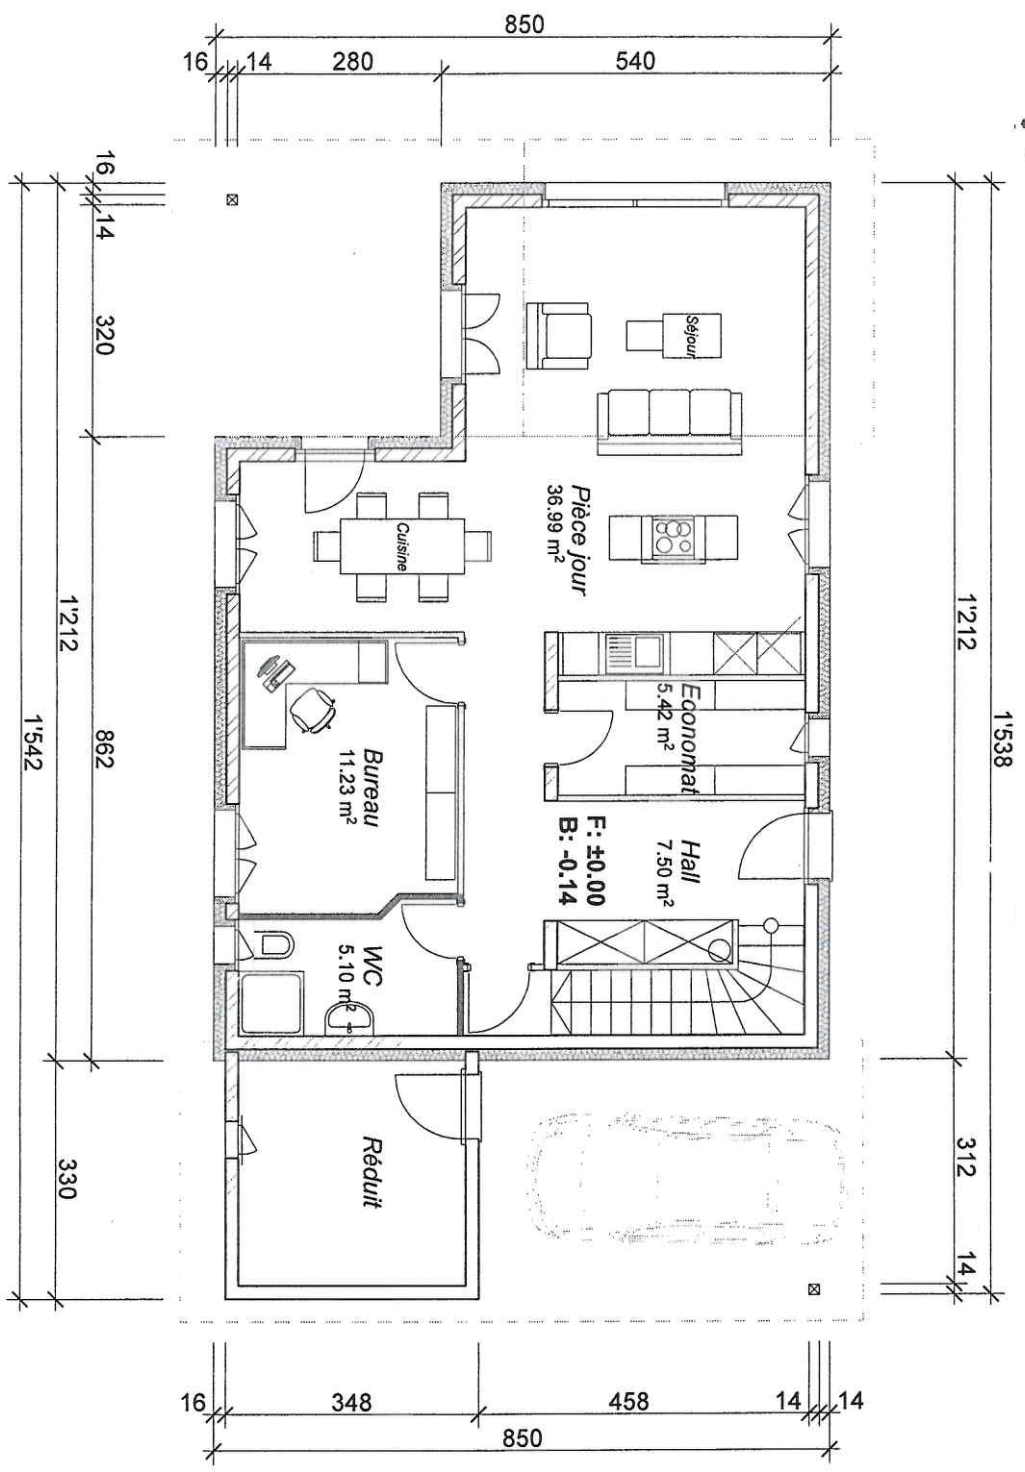 850
16 14 280 540
16
14
320
1'212
862
1'542
330
1'212
1'538
312
14
Séjour
Pièce jour
36.99 m²
Cuisine
Economat
5.42 m²
Bureau
11.23 m²
Hall
7.50 m²
F: ±0.00
B: -0.14
WC
5.10 m²
Réduit
16 348 458 14 14
850